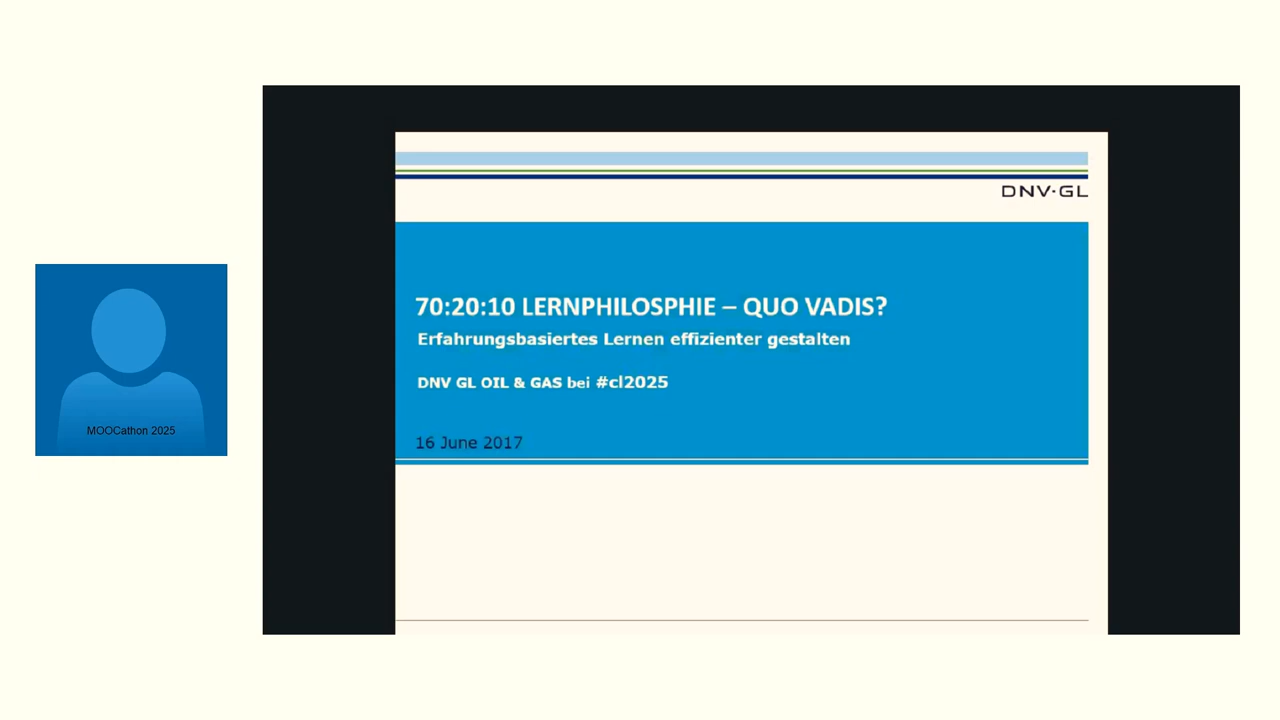 DNV·GL
70:20:10 LERNPHILOSPHIE – QUO VADIS?
Erfahrungsbasiertes Lernen effizienter gestalten
DNV GL OIL & GAS bei #cl2025
16 June 2017
MOOCathon 2025